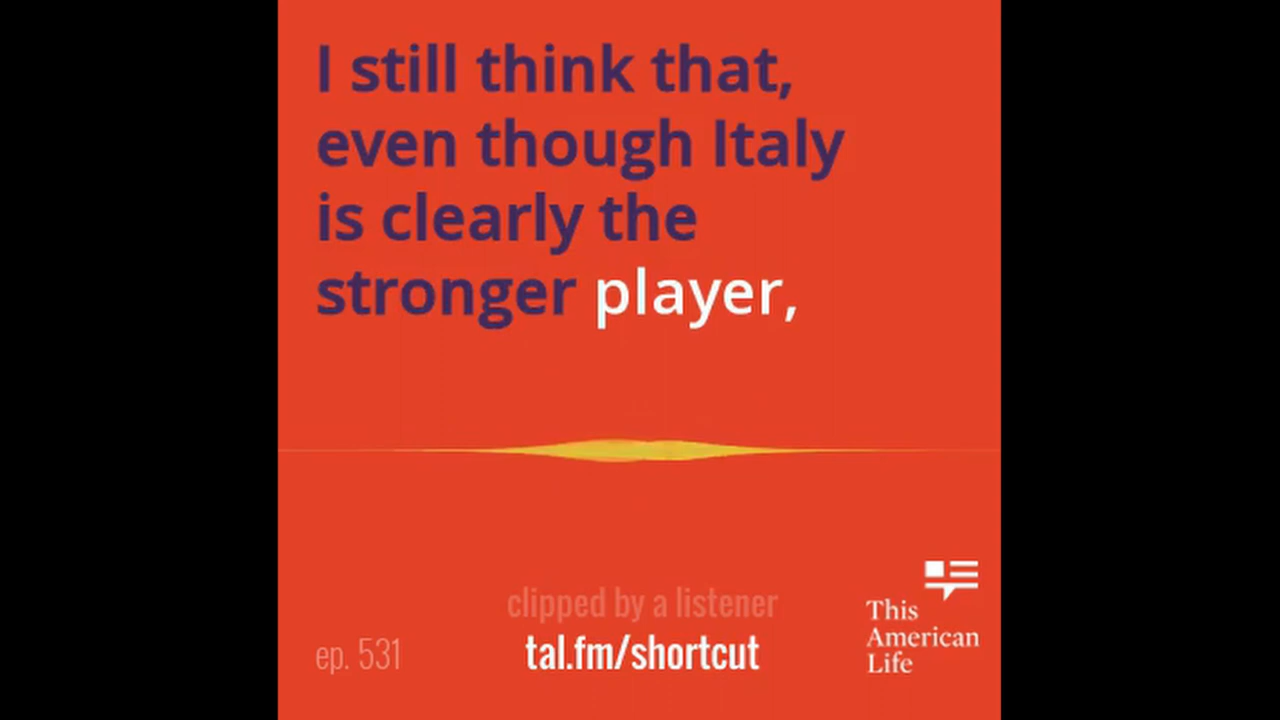 I still think that,
even though Italy
is clearly the
stronger player,
clipped by a listener
tal.fm/shortcut
ep. 531
This
American
Life